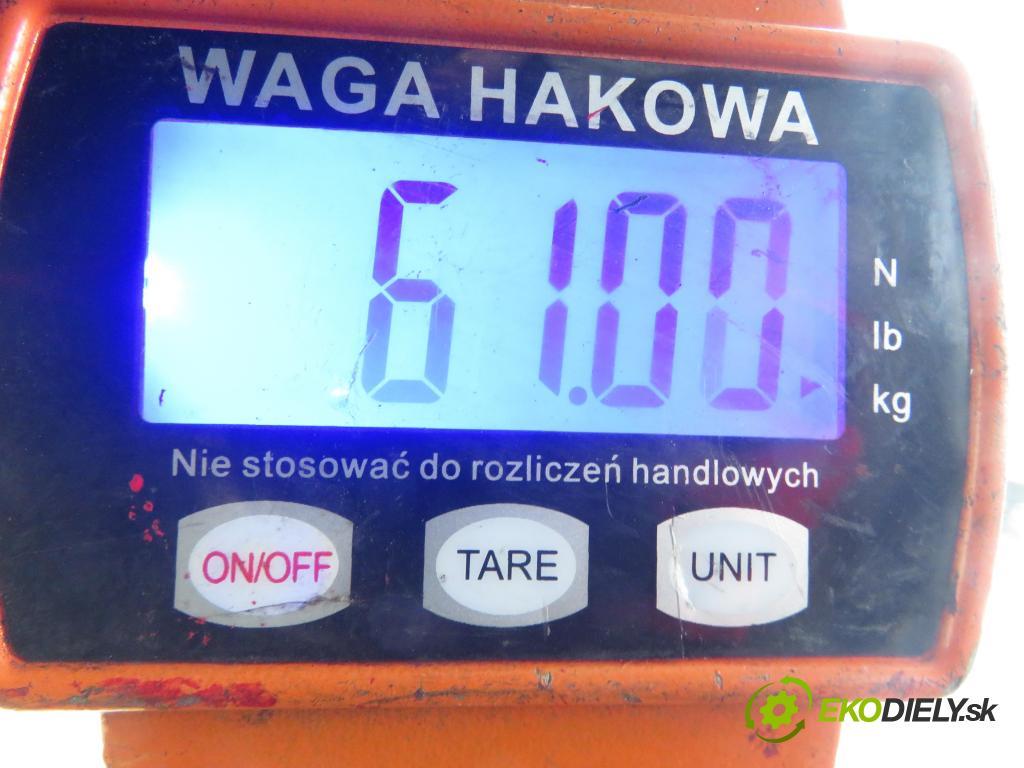 WAGA HAKOWA
61.00
N
lb
kg
Nie stosować do rozliczeń handlowych
ON/OFF TARE UNIT
EKODIELY.sk